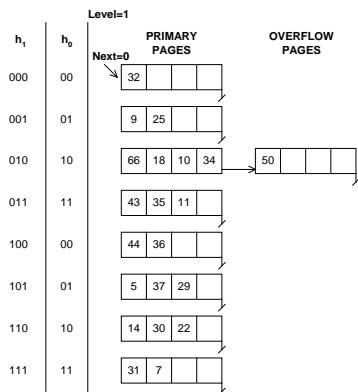 Level=1
h1 h0 PRIMARY PAGES OVERFLOW PAGES
Next=0
000 00 32
001 01 9 25
010 10 66 18 10 34 50
011 11 43 35 11
100 00 44 36
101 01 5 37 29
110 10 14 30 22
111 11 31 7